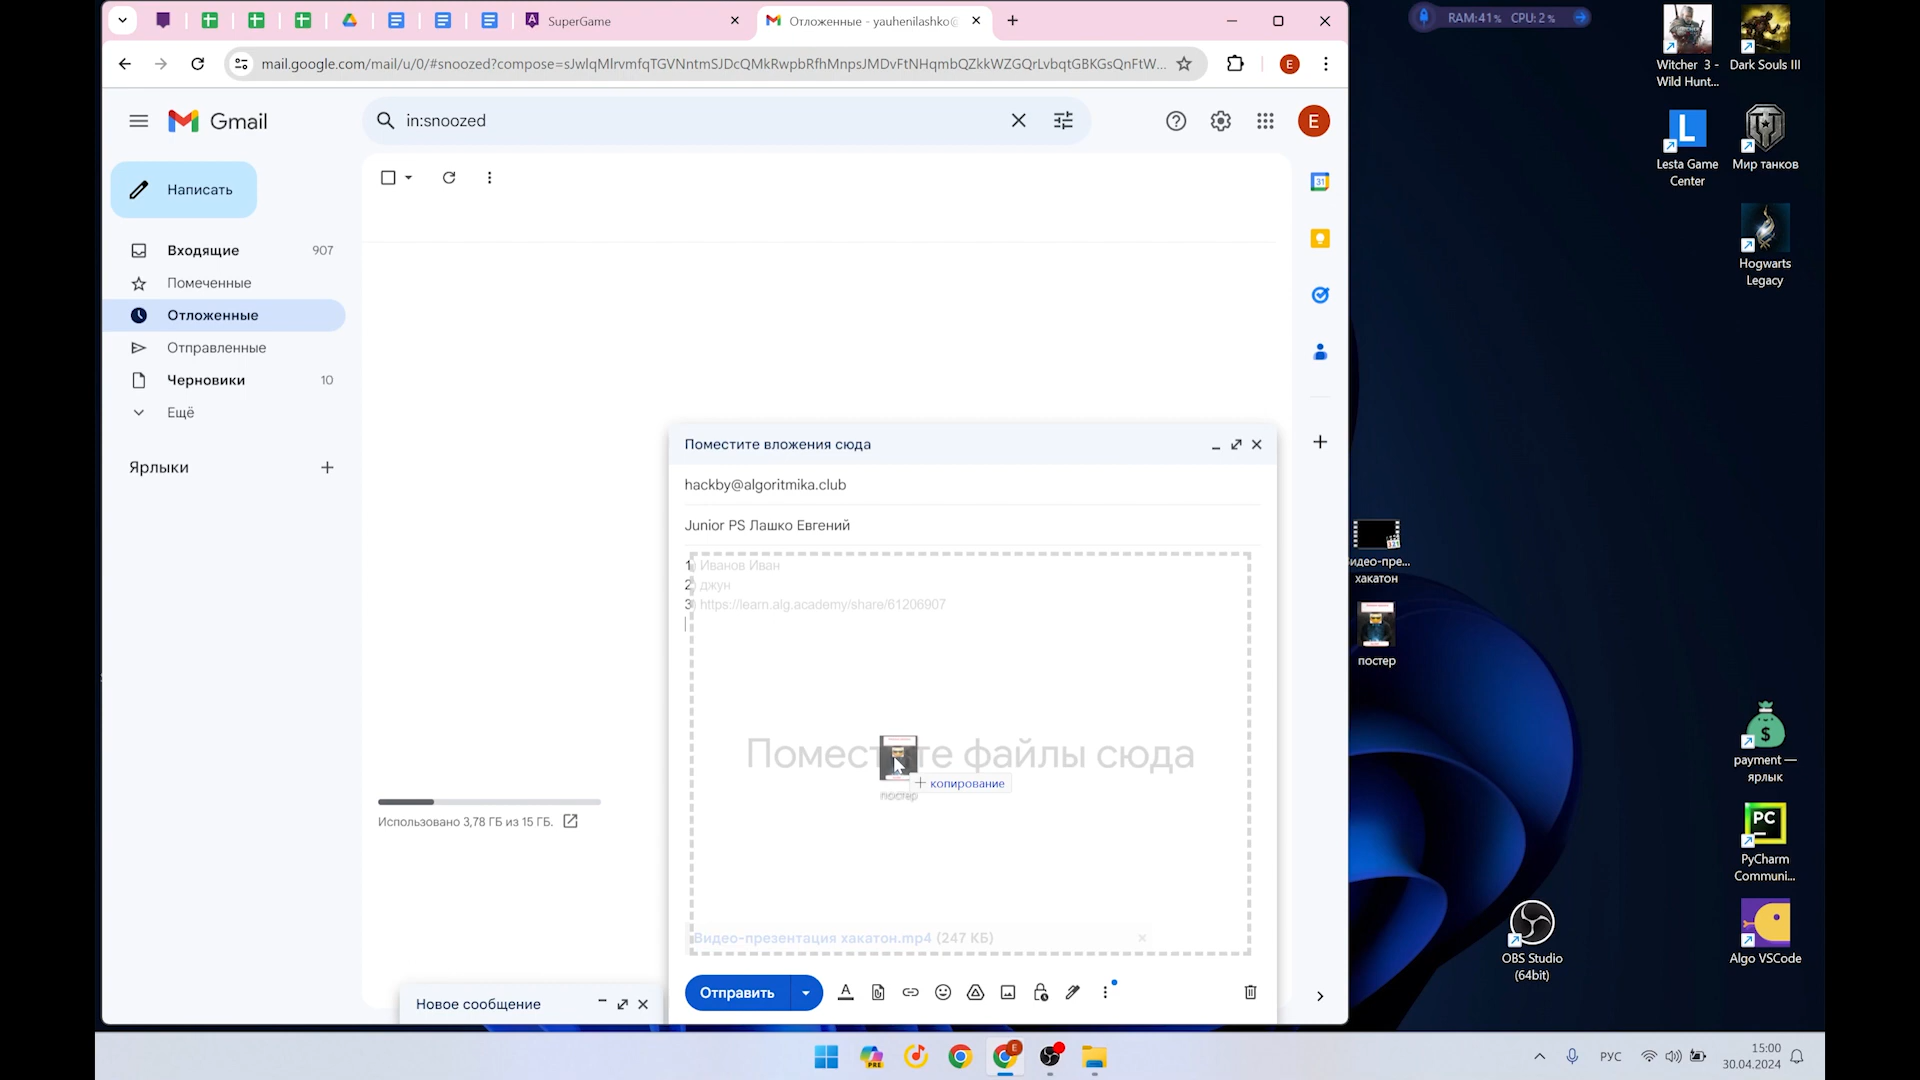 SuperGame
Отложенные - yauhenilashko@
mail.google.com/mail/u/0/#snoozed?compose=sJwlqMlrvmfqTGVNntmSJDcQMkRwpbRfhMnpsJMDvFtNHqmbQZkkWZGQrLvbqtGBKGsQnFtW...
E
RAM:41% CPU: 2 %
Gmail
in:snoozed
E
Написать
Входящие 907
Помеченные
Отложенные
Отправленные
Черновики 10
Ещё
Ярлыки
Использовано 3,78 ГБ из 15 ГБ.
31
Поместите вложения сюда
hackby@algoritmika.club
Junior PS Лашко Евгений
1) Иванов Иван
2) джун
3) https://learn.alg.academy/share/61206907
Поместите файлы сюда
копирование
постер
Видео-презентация хакатон.mp4 (247 КБ)
Отправить
Новое сообщение
Witcher 3 -
Wild Hunt...
Dark Souls III
L
Lesta Game
Center
Мир танков
Hogwarts
Legacy
идео-пре...
хакатон
постер
payment —
ярлык
PC
PyCharm
Communi...
OBS Studio
(64bit)
Algo VSCode
PRE
E
РУС
15:00
30.04.2024